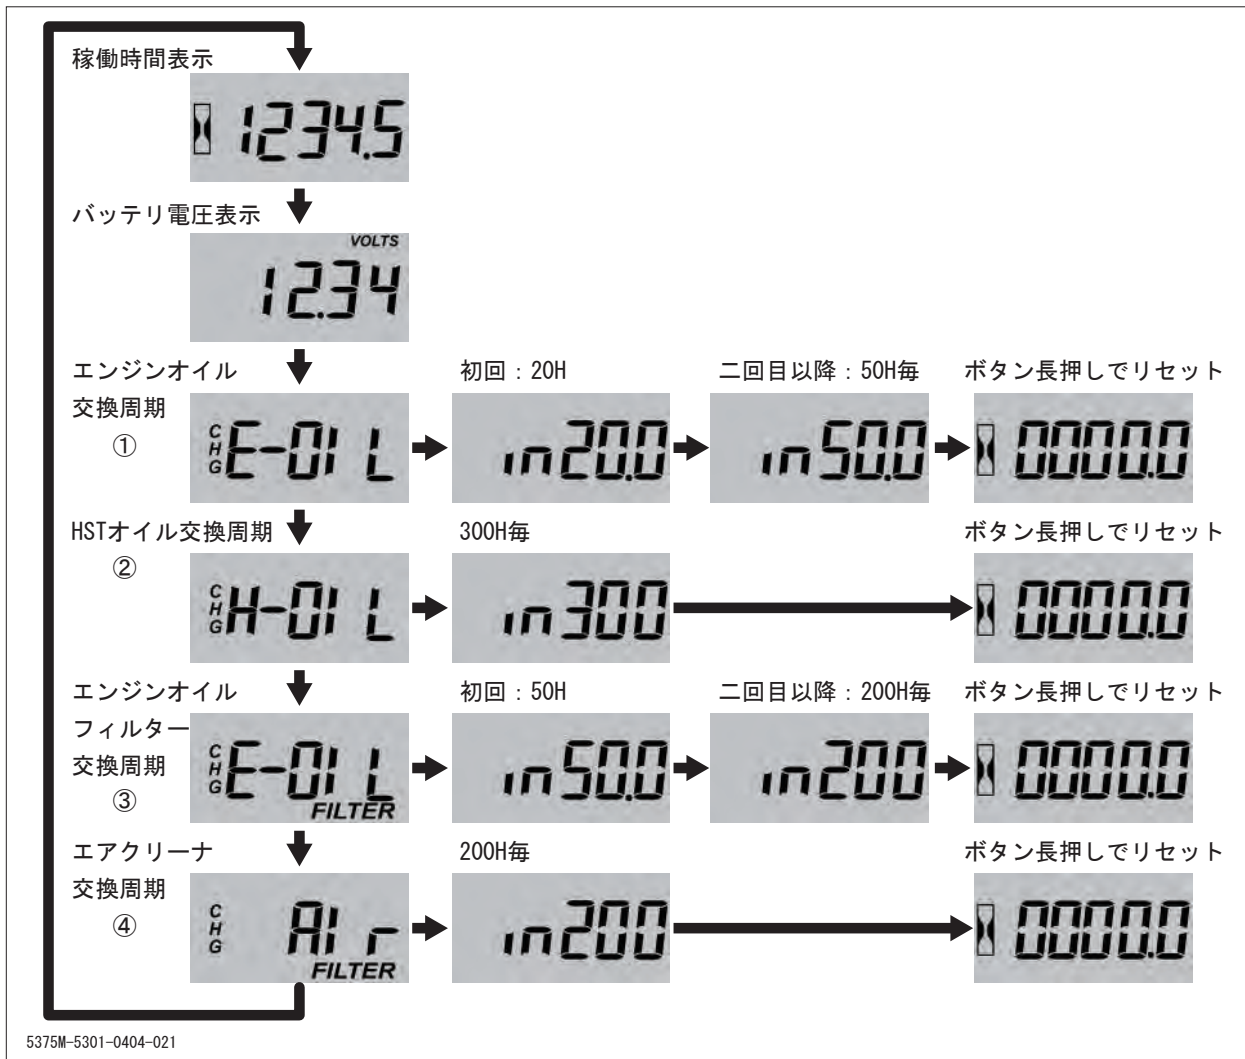 稼働時間表示
1234.5
バッテリ電圧表示
VOLTS
12.34
エンジンオイル
交換周期
①
CHG
E-OIL
初回:20H
in20.0
二回目以降:50H毎
in50.0
ボタン長押しでリセット
0000.0
HSTオイル交換周期
②
CHG
H-OIL
300H毎
in300
ボタン長押しでリセット
0000.0
エンジンオイル
フィルター
交換周期
③
CHG
E-OIL
FILTER
初回:50H
in50.0
二回目以降:200H毎
in200
ボタン長押しでリセット
0000.0
エアクリーナ
交換周期
④
CHG
AIr
FILTER
200H毎
in200
ボタン長押しでリセット
0000.0
5375M-5301-0404-021